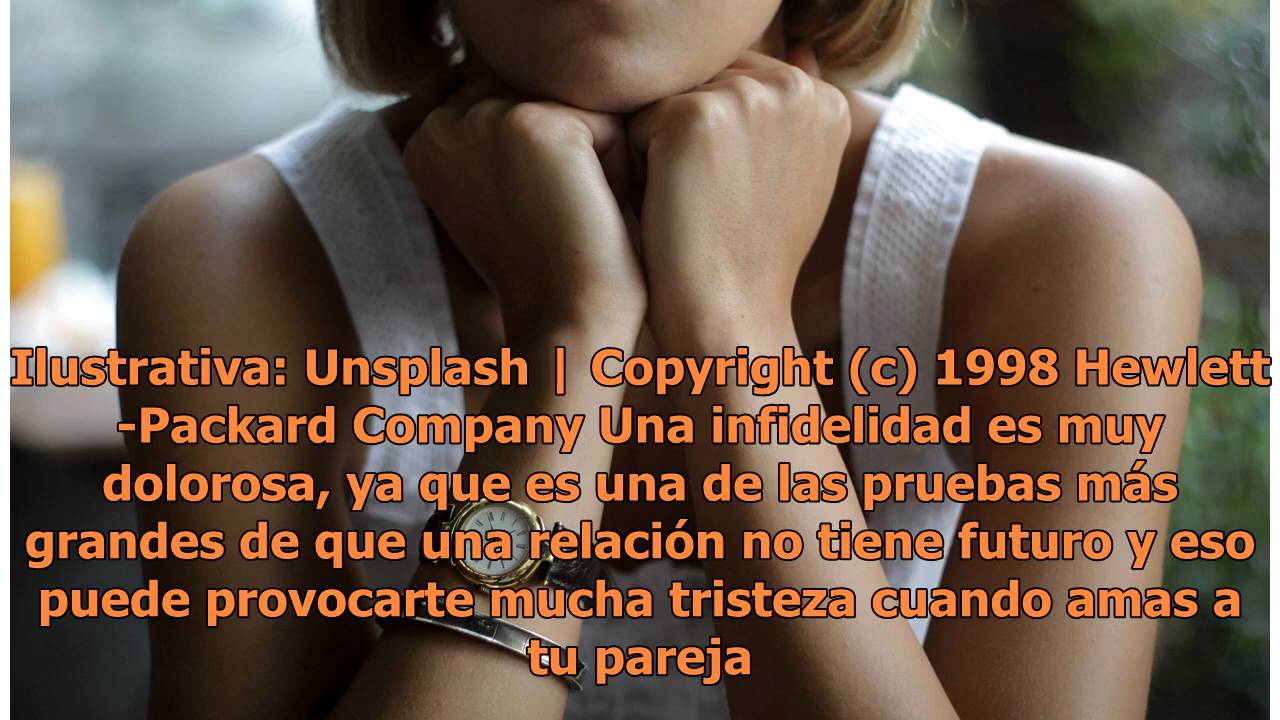 Ilustrativa: Unsplash | Copyright (c) 1998 Hewlett
-Packard Company Una infidelidad es muy
dolorosa, ya que es una de las pruebas más
grandes de que una relación no tiene futuro y eso
puede provocarte mucha tristeza cuando amas a
tu pareja